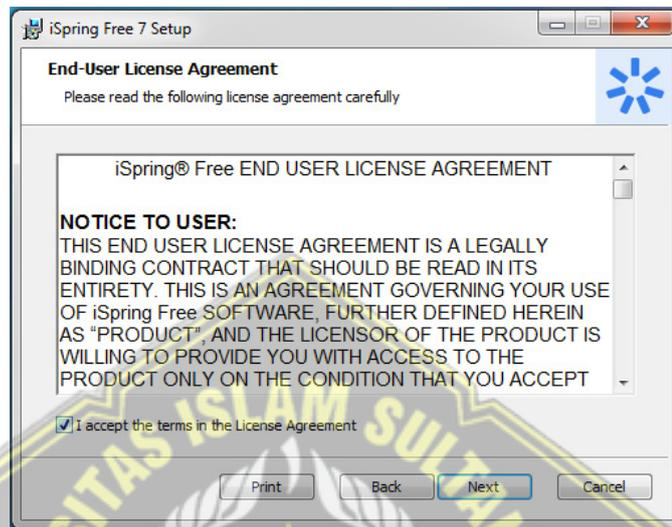 iSpring Free 7 Setup
End-User License Agreement
Please read the following license agreement carefully
iSpring® Free END USER LICENSE AGREEMENT
NOTICE TO USER:
THIS END USER LICENSE AGREEMENT IS A LEGALLY
BINDING CONTRACT THAT SHOULD BE READ IN ITS
ENTIRETY. THIS IS AN AGREEMENT GOVERNING YOUR USE
OF iSpring Free SOFTWARE, FURTHER DEFINED HEREIN
AS “PRODUCT”, AND THE LICENSOR OF THE PRODUCT IS
WILLING TO PROVIDE YOU WITH ACCESS TO THE
PRODUCT ONLY ON THE CONDITION THAT YOU ACCEPT
I accept the terms in the License Agreement
ISLAM
Print Back Next Cancel